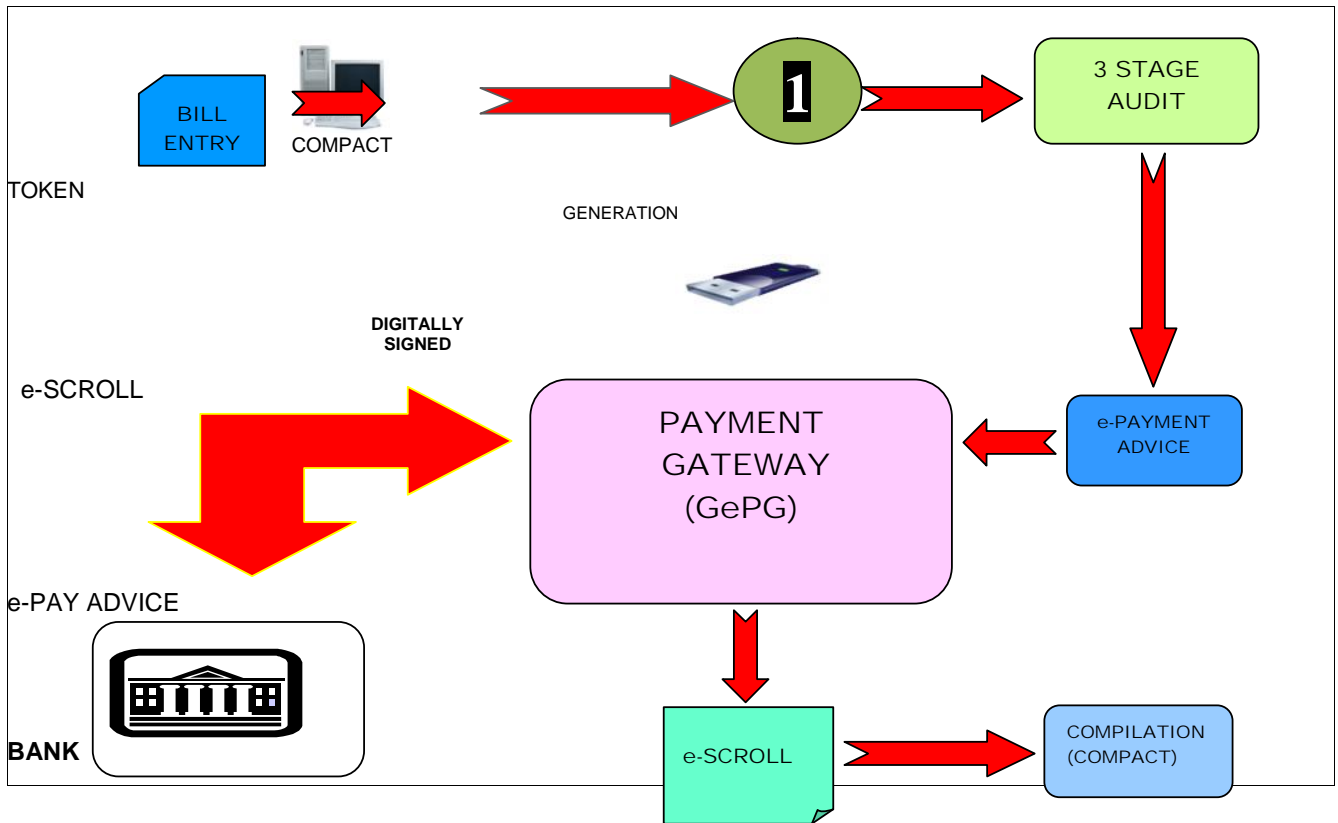 BILL
ENTRY
COMPACT
1
3 STAGE
AUDIT
TOKEN
GENERATION
DIGITALLY
SIGNED
e-SCROLL
PAYMENT
GATEWAY
(GePG)
e-PAYMENT
ADVICE
e-PAY ADVICE
BANK
e-SCROLL
COMPILATION
(COMPACT)